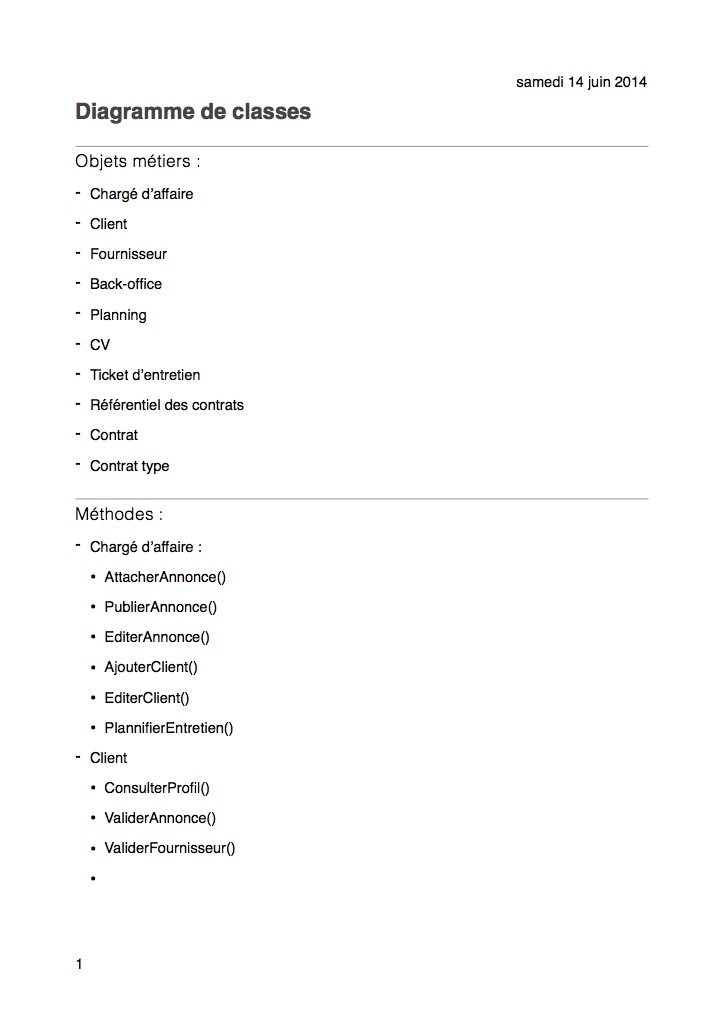 samedi 14 juin 2014
Diagramme de classes
Objets métiers :
- Chargé d’affaire
- Client
- Fournisseur
- Back-office
- Planning
- CV
- Ticket d’entretien
- Référentiel des contrats
- Contrat
- Contrat type
Méthodes :
- Chargé d’affaire :
• AttacherAnnonce()
• PublierAnnonce()
• EditerAnnonce()
• AjouterClient()
• EditerClient()
• PlannifierEntretien()
- Client
• ConsulterProfil()
• ValiderAnnonce()
• ValiderFournisseur()
•
1